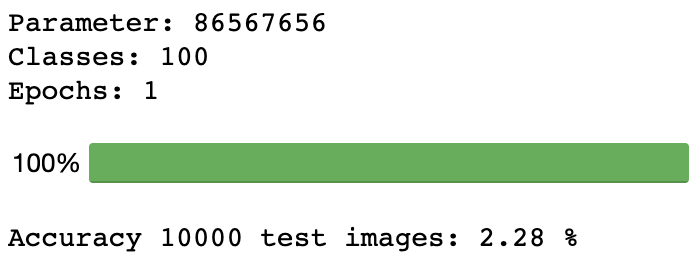 Parameter: 86567656
Classes: 100
Epochs: 1
100%
Accuracy 10000 test images: 2.28 %